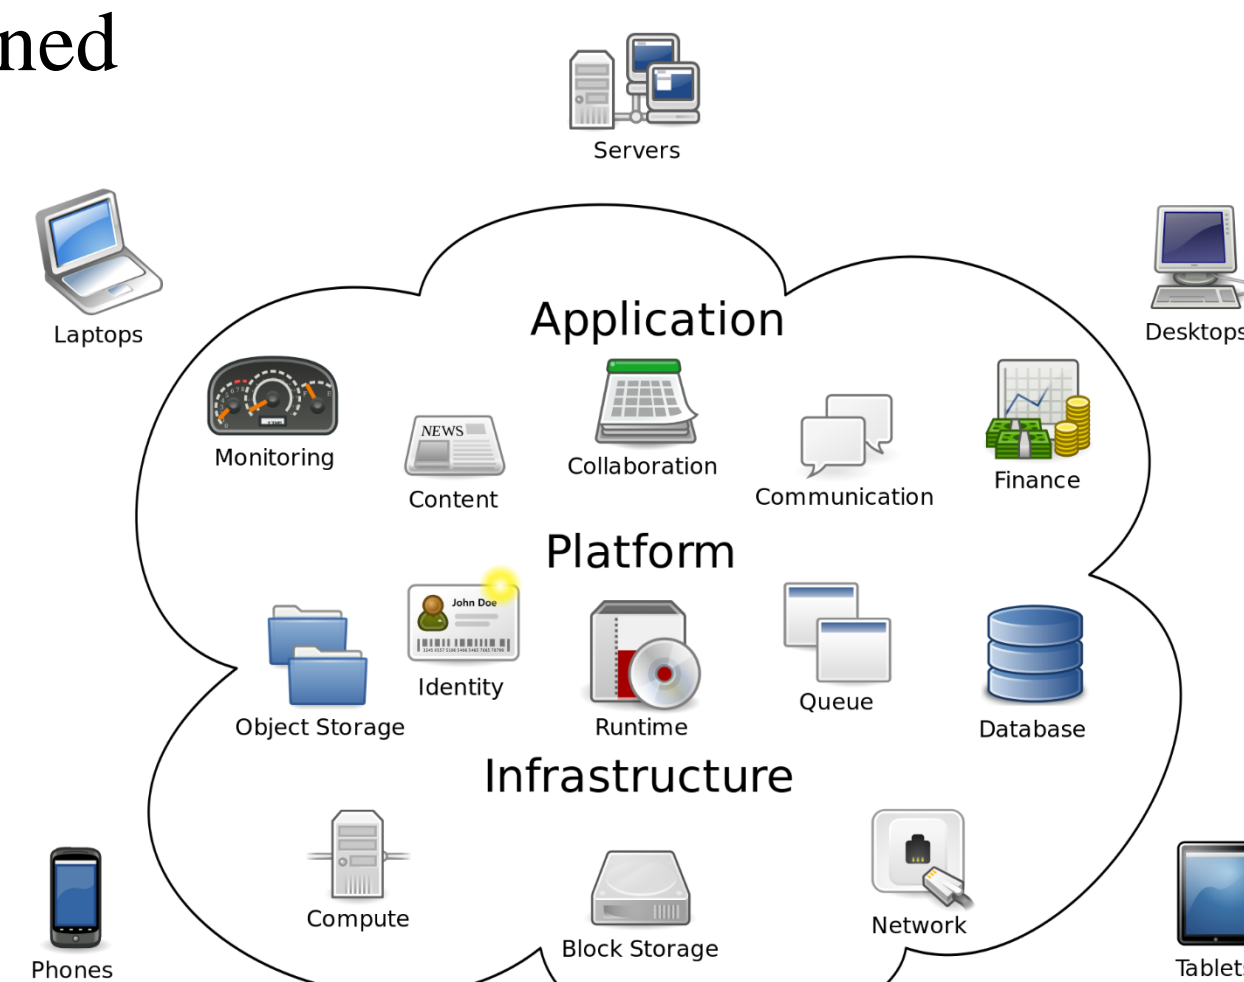 ned
Servers
Laptops
Desktops
Application
Monitoring
NEWS
Content
Collaboration
Communication
Finance
Platform
John Doe
Object Storage
Identity
Runtime
Queue
Database
Infrastructure
Compute
Block Storage
Network
Phones
Tablets